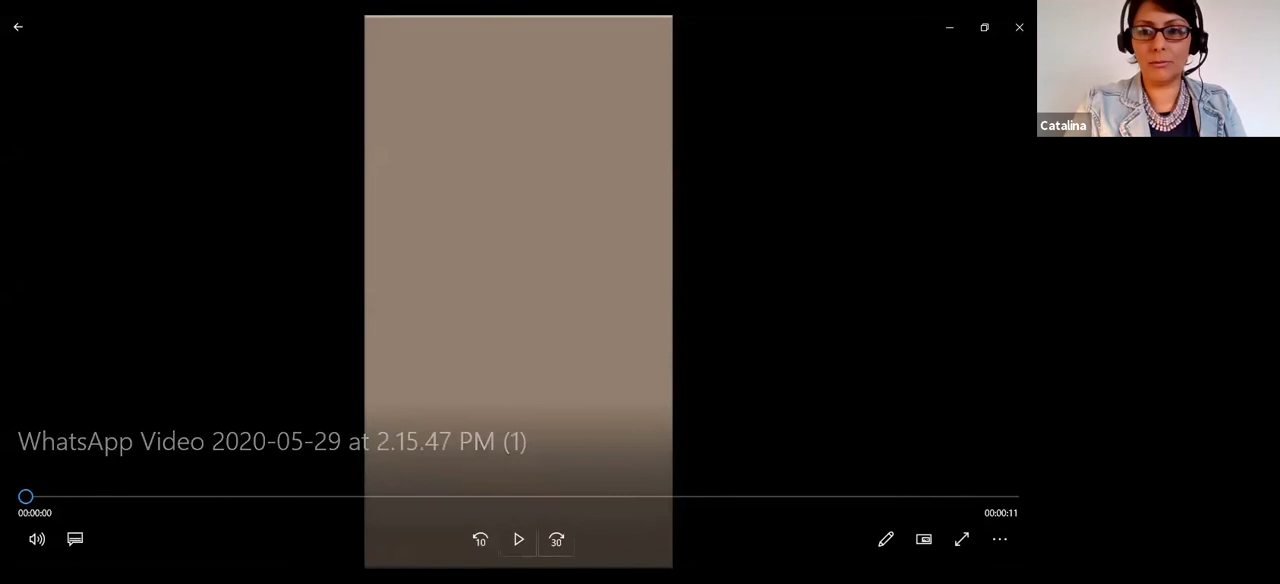 Catalina
WhatsApp Video 2020-05-29 at 2.15.47 PM (1)
00:00:00
00:00:11
10
30